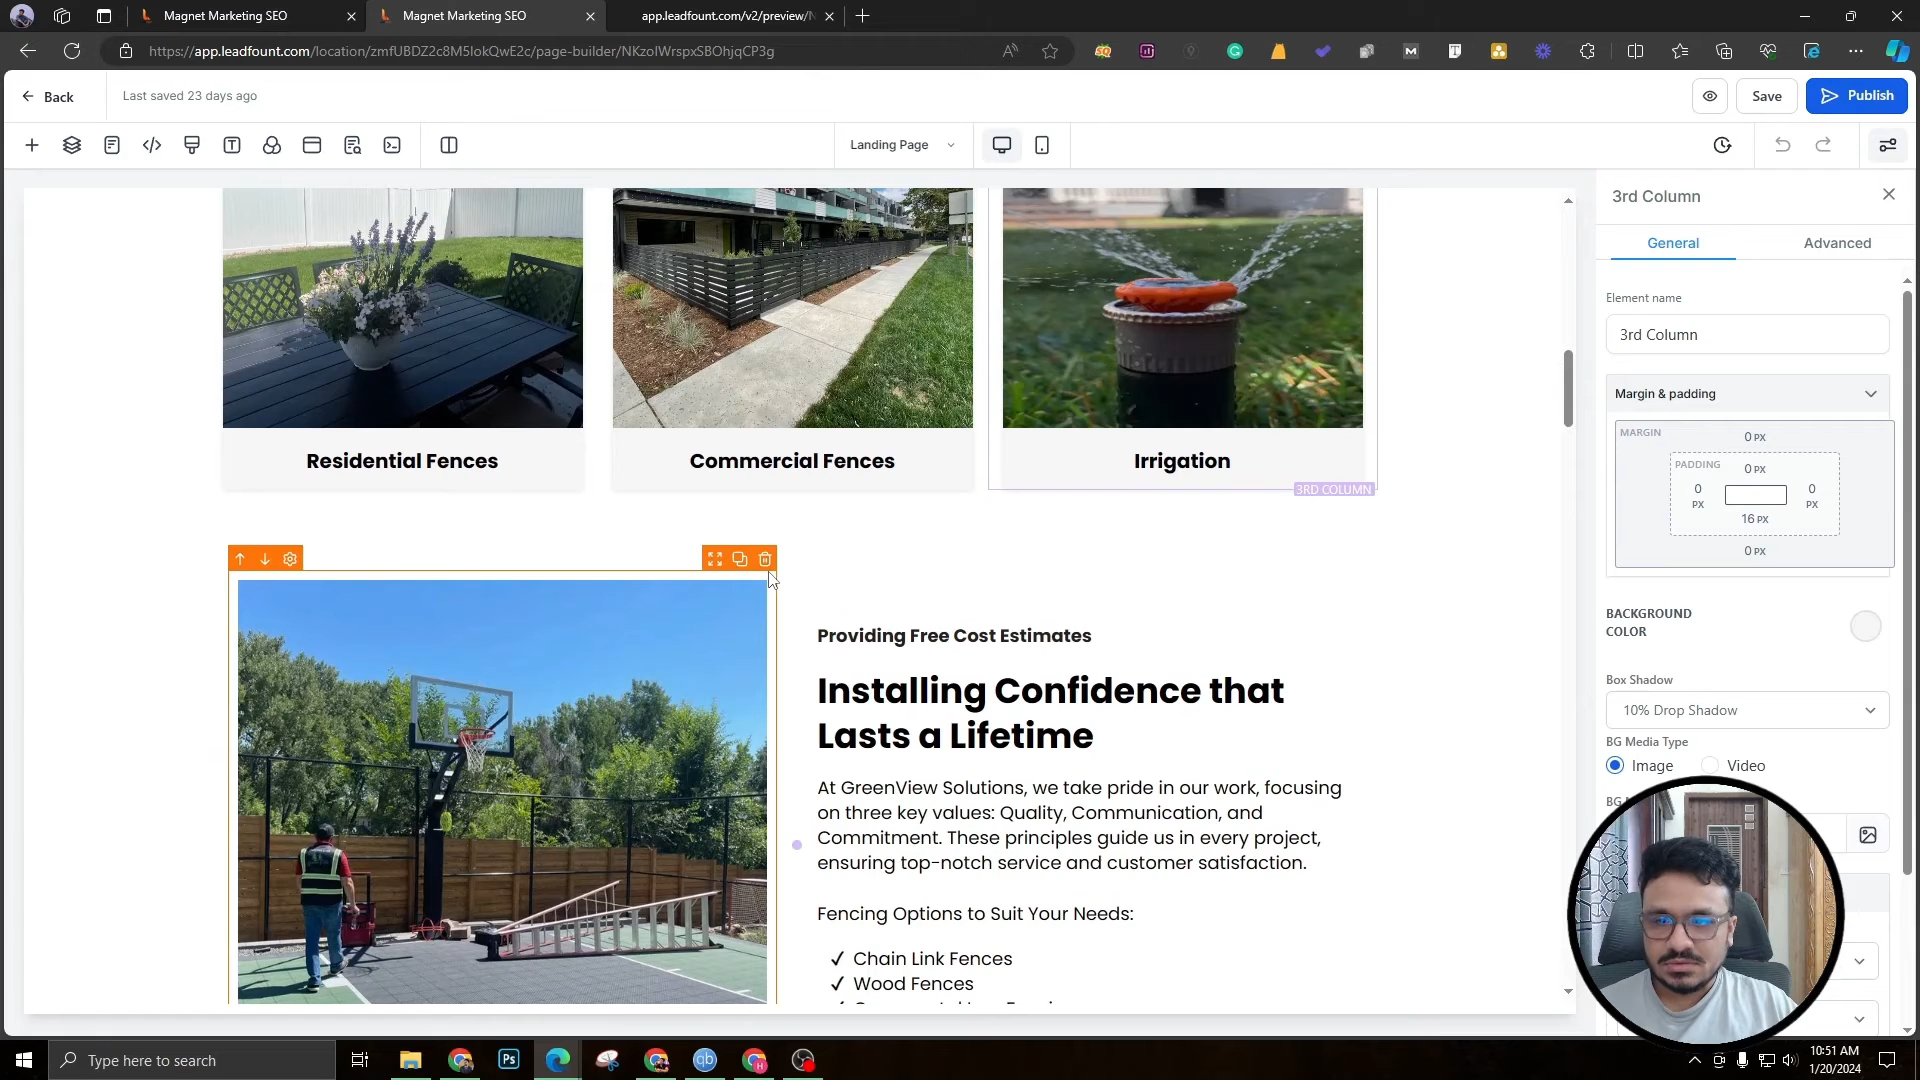 Magnet Marketing SEO
Magnet Marketing SEO
app.leadfount.com/v2/preview/N
https://app.leadfount.com/location/zmfUBDZ2c8M5IokQwE2c/page-builder/NKzolWrspxSBOhjqCP3g
Back
Last saved 23 days ago
Save
Publish
Landing Page
3rd Column
General
Advanced
Element name
3rd Column
Margin & padding
MARGIN
0 PX
PADDING
0 PX
0 PX
0 PX
16 PX
0 PX
BACKGROUND
COLOR
Box Shadow
10% Drop Shadow
BG Media Type
Image
Video
Residential Fences
Commercial Fences
Irrigation
3RD COLUMN
Providing Free Cost Estimates
Installing Confidence that
Lasts a Lifetime
At GreenView Solutions, we take pride in our work, focusing
on three key values: Quality, Communication, and
Commitment. These principles guide us in every project,
ensuring top-notch service and customer satisfaction.
Fencing Options to Suit Your Needs:
✓ Chain Link Fences
✓ Wood Fences
Type here to search
Ps
qb
10:51 AM
1/20/2024